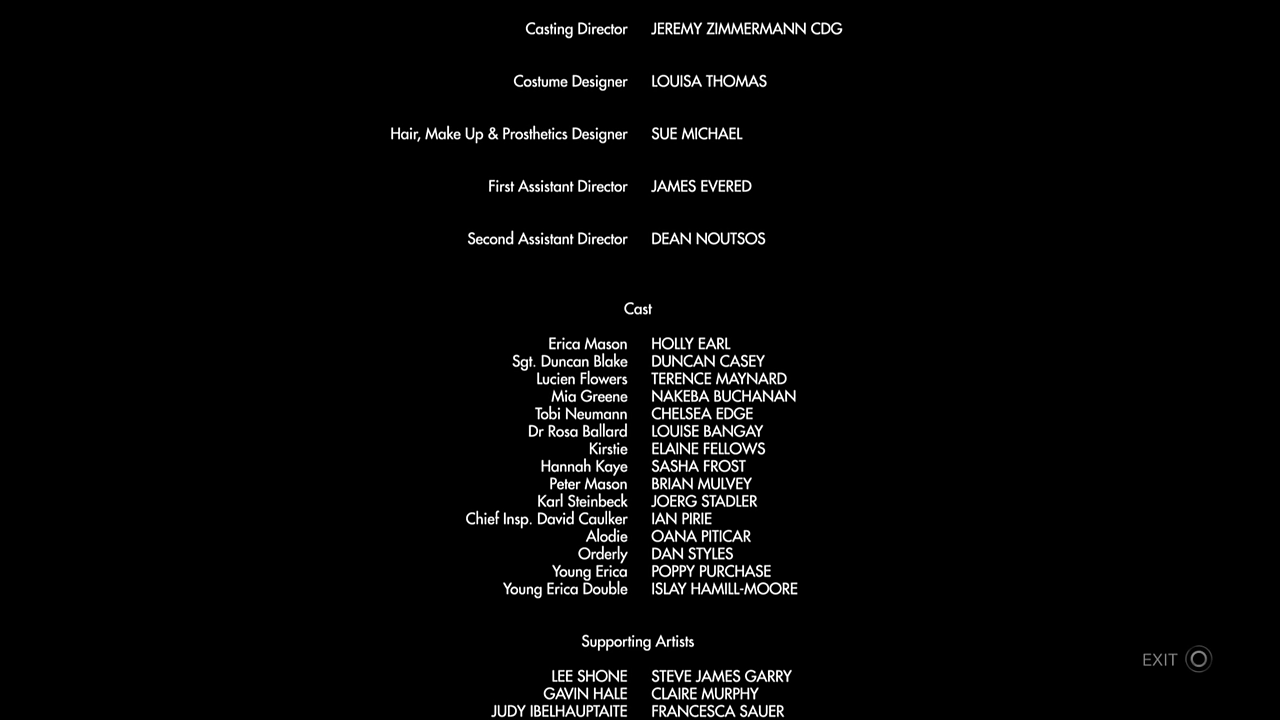 Casting Director JEREMY ZIMMERMANN CDG
Costume Designer LOUISA THOMAS
Hair, Make Up & Prosthetics Designer SUE MICHAEL
First Assistant Director JAMES EVERED
Second Assistant Director DEAN NOUTSOS
Cast
Erica Mason HOLLY EARL
Sgt. Duncan Blake DUNCAN CASEY
Lucien Flowers TERENCE MAYNARD
Mia Greene NAKEBA BUCHANAN
Tobi Neumann CHELSEA EDGE
Dr Rosa Ballard LOUISE BANGAY
Kirstie ELAINE FELLOWS
Hannah Kaye SASHA FROST
Peter Mason BRIAN MULVEY
Karl Steinbeck JOERG STADLER
Chief Insp. David Caulker IAN PIRIE
Alodie OANA PITICAR
Orderly DAN STYLES
Young Erica POPPY PURCHASE
Young Erica Double ISLAY HAMILL-MOORE
Supporting Artists
EXIT
LEE SHONE STEVE JAMES GARRY
GAVIN HALE CLAIRE MURPHY
JUDY IBELHAUPTAITE FRANCESCA SAUER